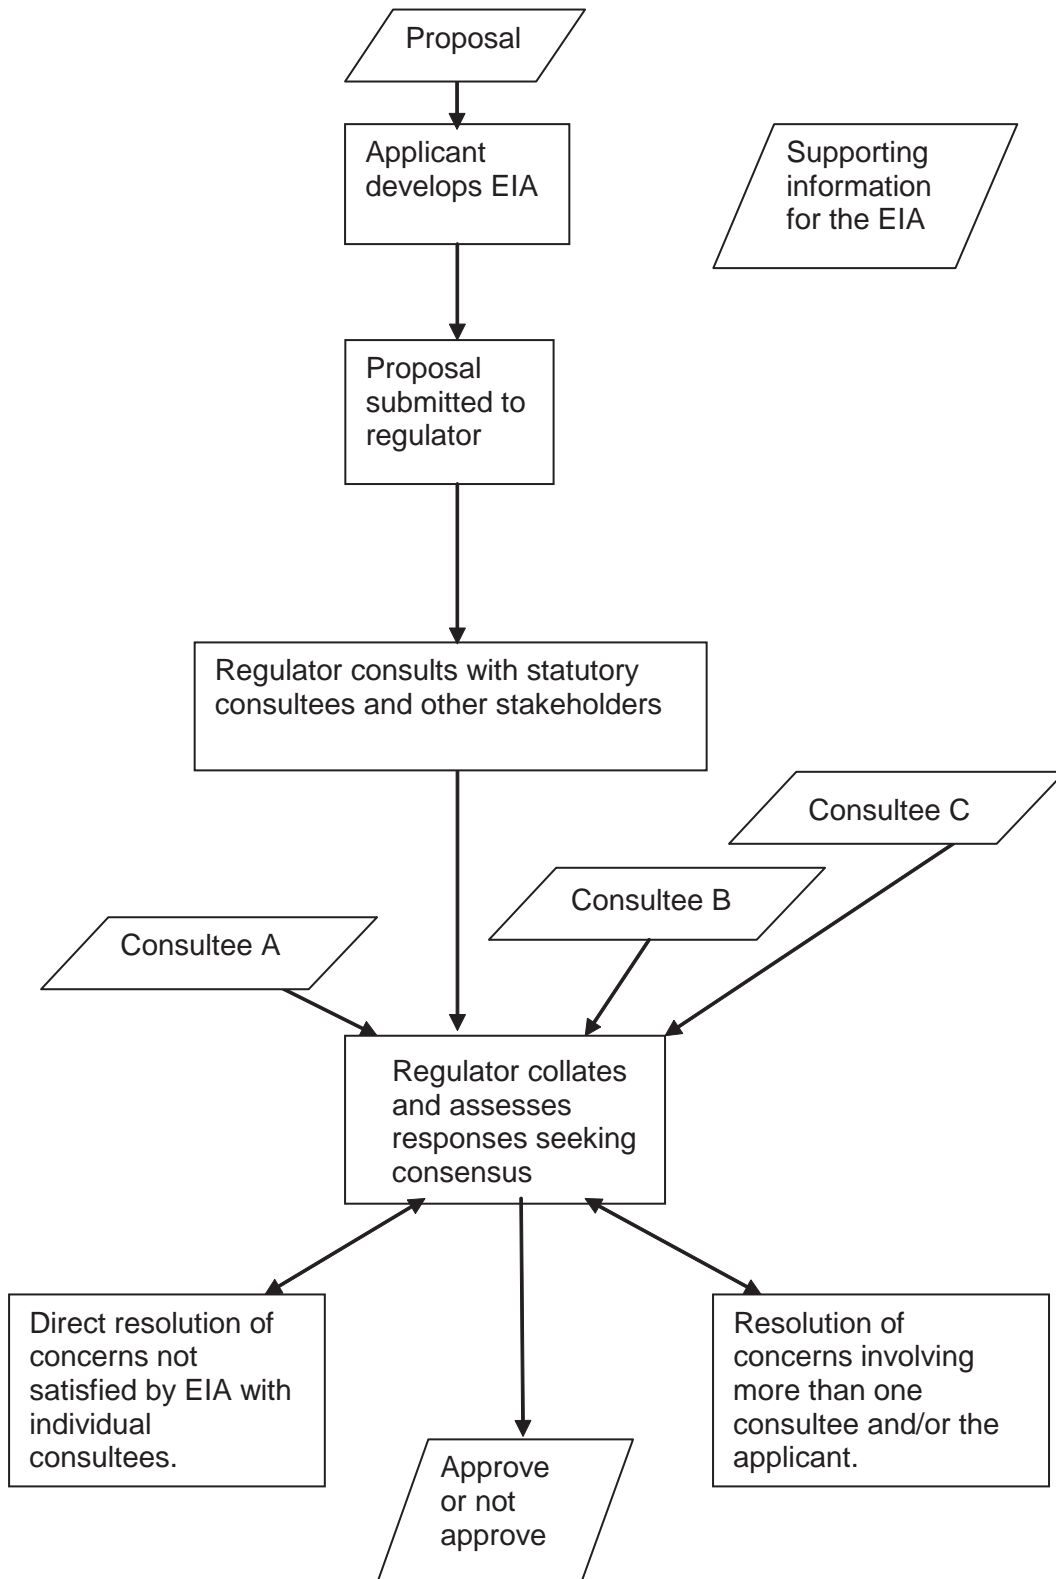 Proposal
Applicant
develops EIA
Supporting
information
for the EIA
Proposal
submitted to
regulator
Regulator consults with statutory
consultees and other stakeholders
Consultee C
Consultee B
Consultee A
Regulator collates
and assesses
responses seeking
consensus
Direct resolution of
concerns not
satisfied by EIA with
individual
consultees.
Resolution of
concerns involving
more than one
consultee and/or the
applicant.
Approve
or not
approve